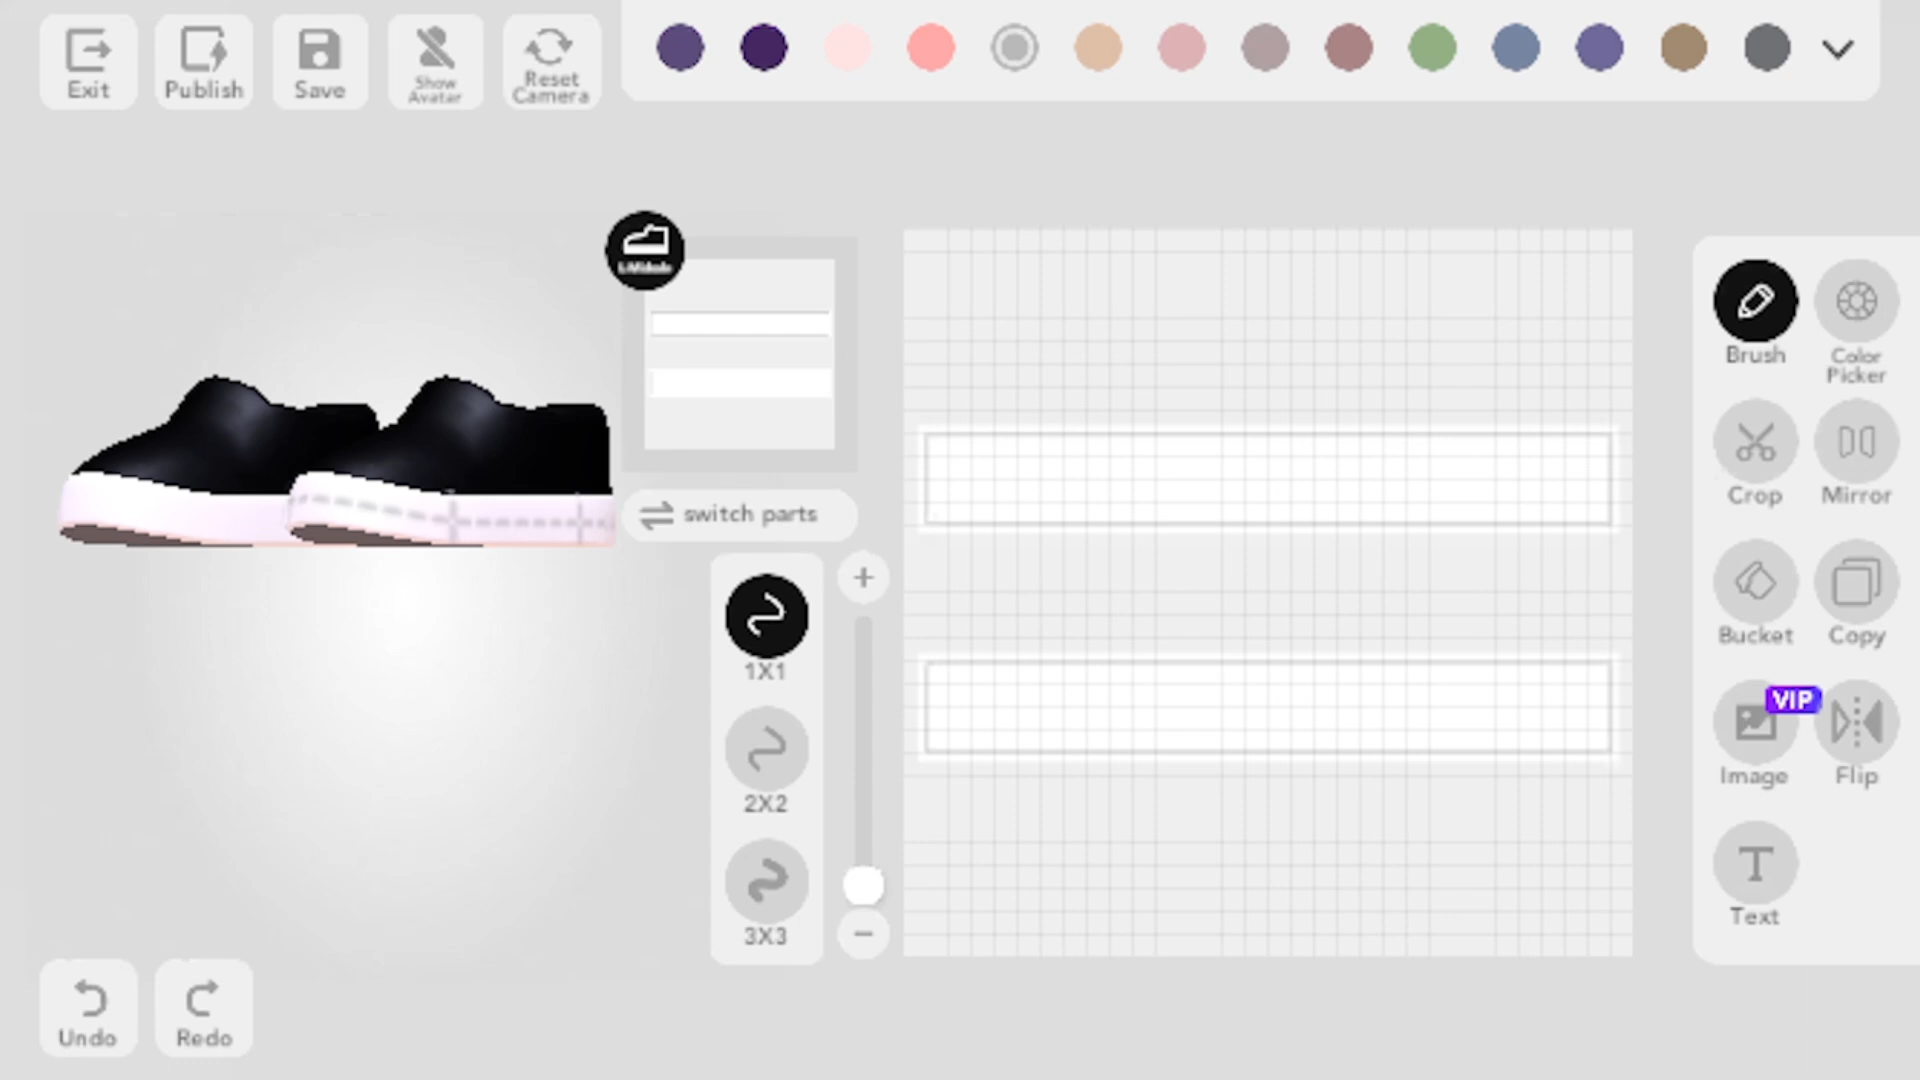 Exit
Publish
Save
Show
Avatar
Reset
Camera
switch parts
1X1
2X2
3X3
Brush
Color
Picker
Crop
Mirror
Bucket
Copy
VIP
Image
Flip
Text
Undo
Redo